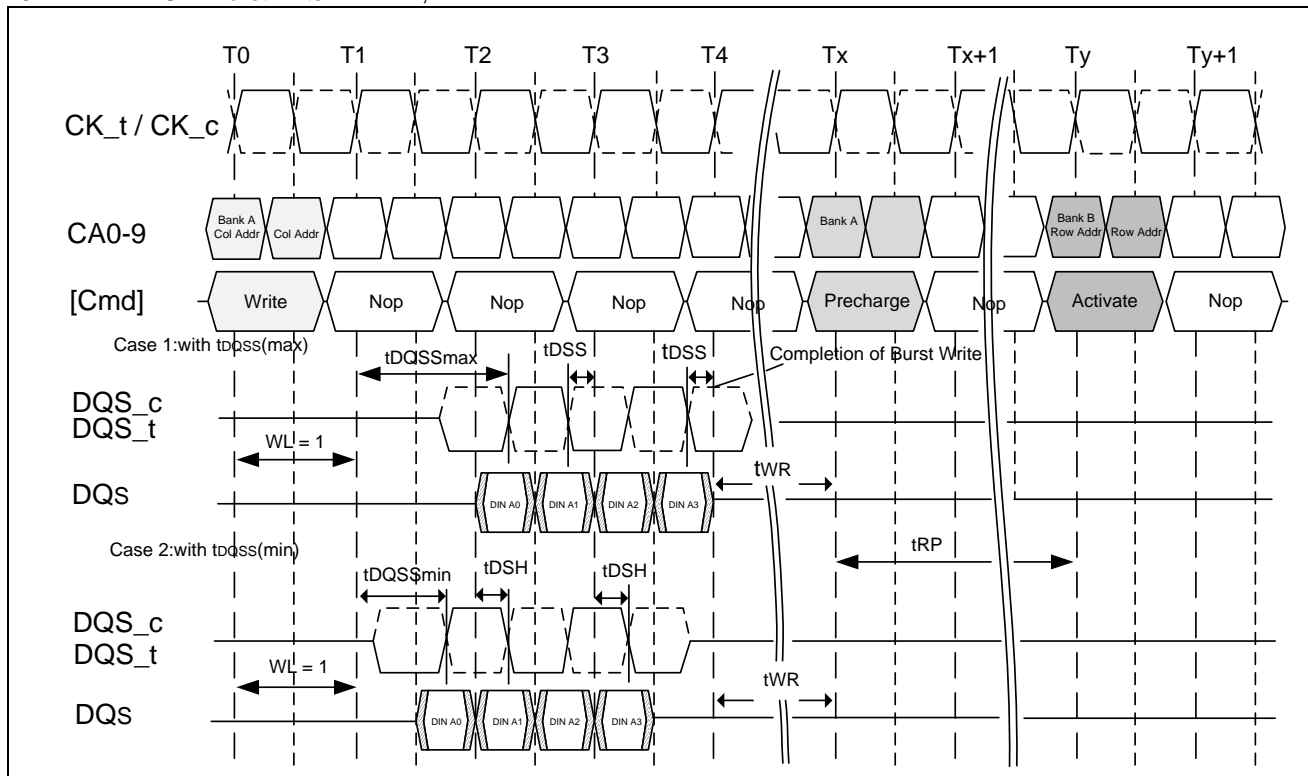 T0 T1 T2 T3 T4 Tx Tx+1 Ty Ty+1
CK_t / CK_c
CA0-9
Bank A
Col Addr
Col Addr
Bank A
Bank B
Row Addr
Row Addr
[Cmd]
Write Nop Nop Nop Nop Precharge Nop Activate Nop
Case 1:with tDQSS(max)
tDQSSmax tDSS tDSS Completion of Burst Write
DQS_c
DQS_t
WL = 1
tWR
DQs
DIN A0 DIN A1 DIN A2 DIN A3
Case 2:with tDQSS(min)
tRP
tDQSSmin tDSH tDSH
DQS_c
DQS_t
WL = 1
tWR
DQs
DIN A0 DIN A1 DIN A2 DIN A3